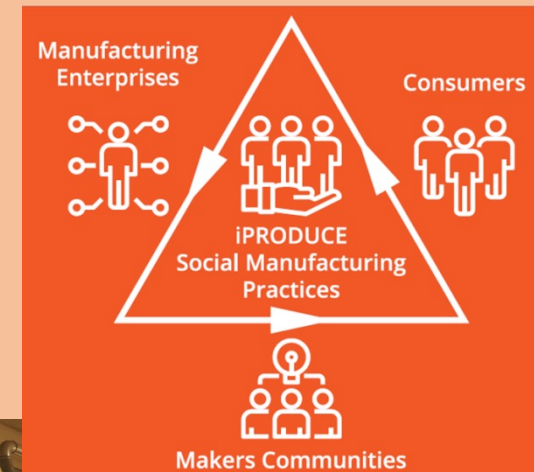 Manufacturing
Enterprises
Consumers
iPRODUCE
Social Manufacturing
Practices
Makers Communities